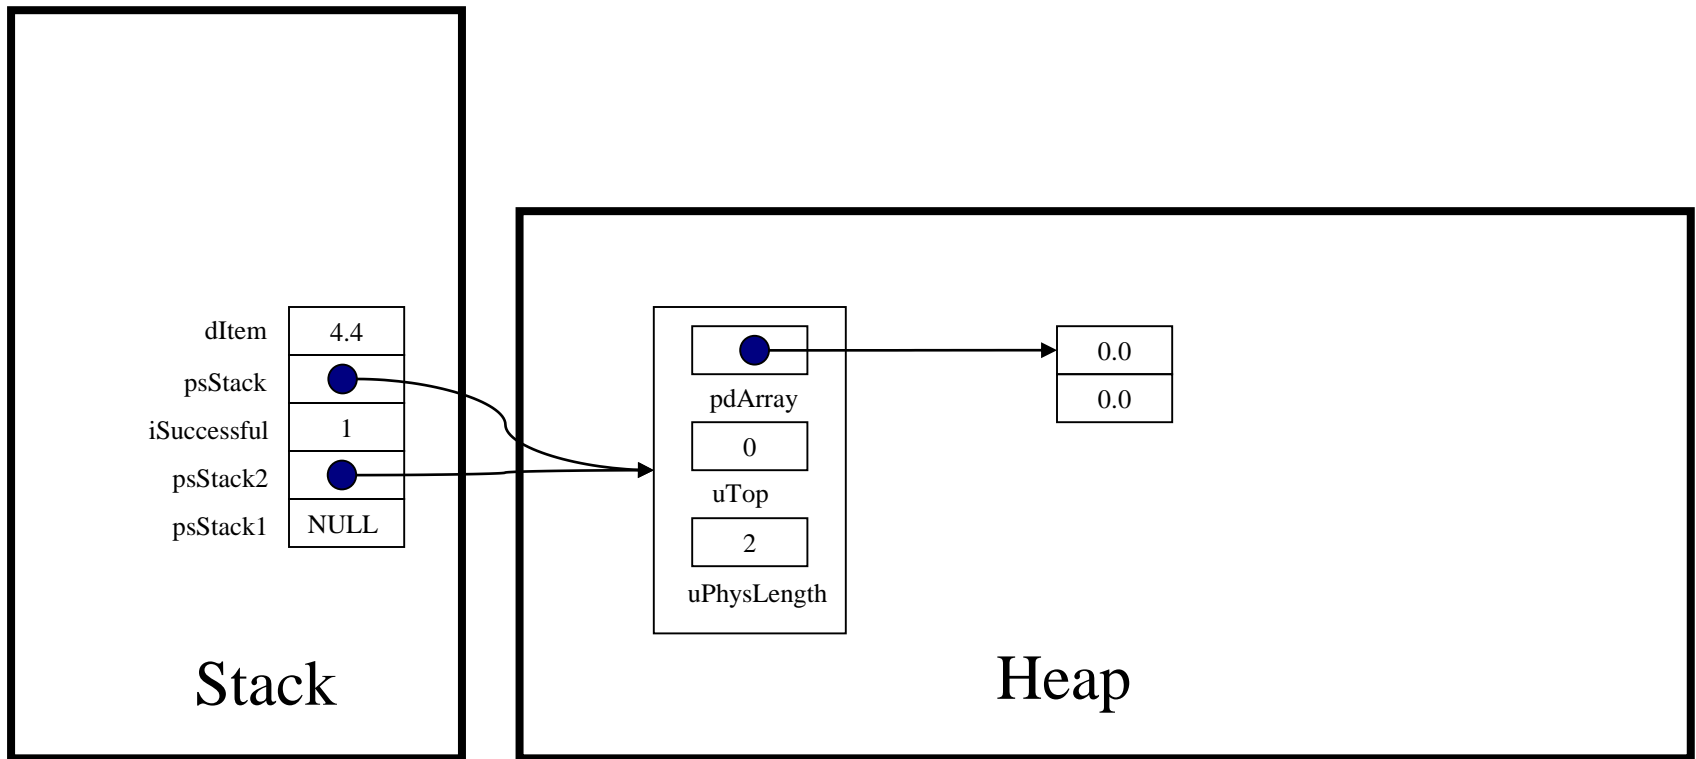 dItem 4.4
psStack
iSuccessful 1
psStack2
psStack1 NULL
Stack
pdArray
0
uTop
2
uPhysLength
0.0
0.0
Heap